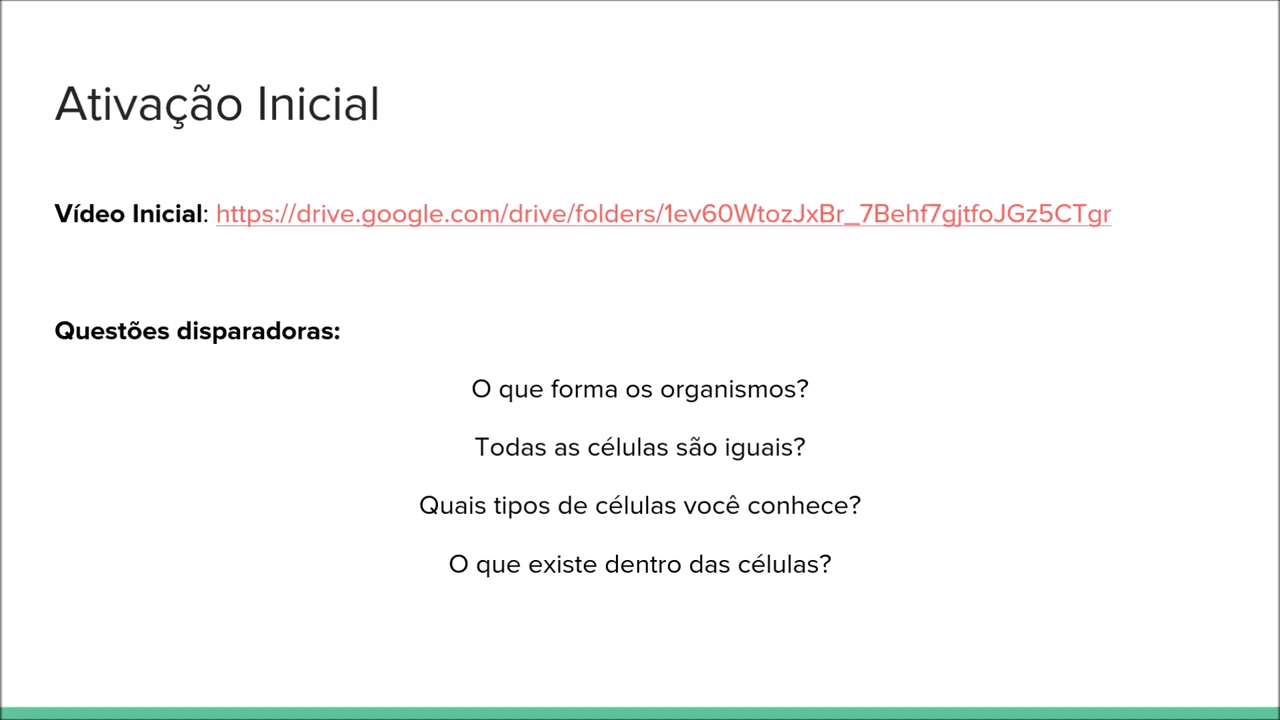 Ativação Inicial
Vídeo Inicial: https://drive.google.com/drive/folders/1ev60WtozJxBr_7Behf7gjtfoJGz5CTgr
Questões disparadoras:
O que forma os organismos?
Todas as células são iguais?
Quais tipos de células você conhece?
O que existe dentro das células?